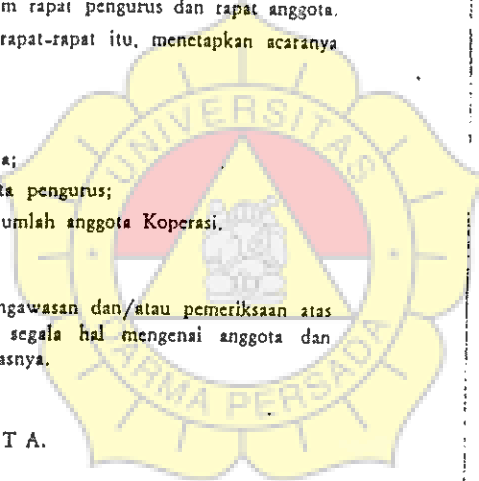 m rapat pengurus dan rapat anggota.
rapat-rapat itu, menetapkan acaranya
a;
ta pengurus;
umlah anggota Koperasi.
ngawasan dan/atau pemeriksaan atas
segala hal mengenai anggota dan
asnya.
T A.
UNIVERSITAS
DARMA PERSADA